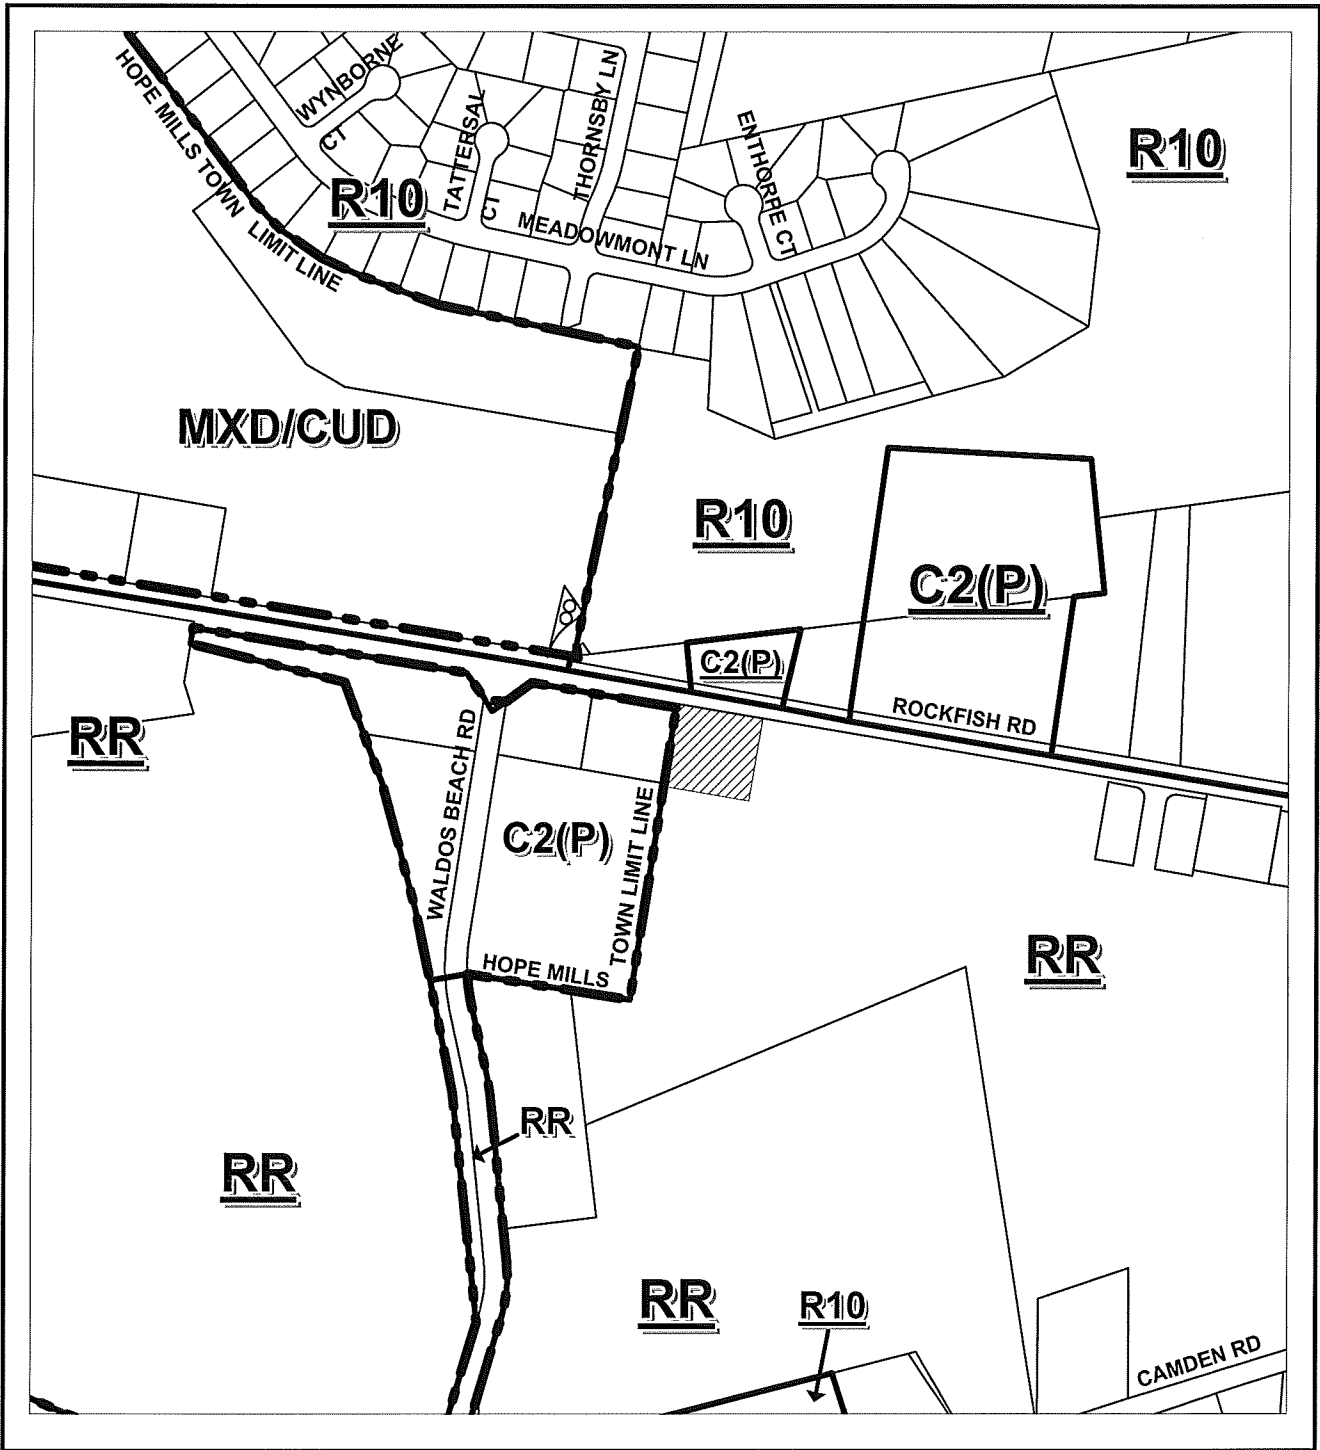 HOPE MILLS TOWN LIMIT LINE
WYNBORNE
CT
TATTERSAL
CT
THORNSBY LN
ENTHORPE CT
MEADOWMONT LN
R10
R10
MXD/CUD
R10
C2(P)
C2(P)
ROCKFISH RD
RR
WALDOS BEACH RD
C2(P)
TOWN LIMIT LINE
HOPE MILLS
RR
RR
RR
RR
R10
CAMDEN RD